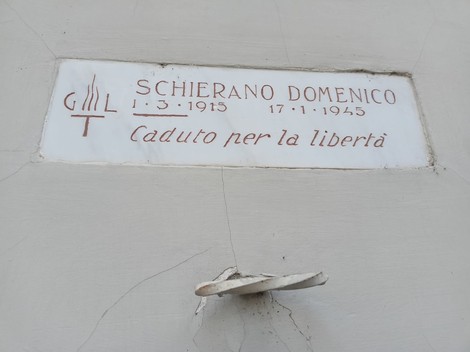 GL
SCHIERANO DOMENICO
1·3·1915 17·1·1945
Caduto per la libertà